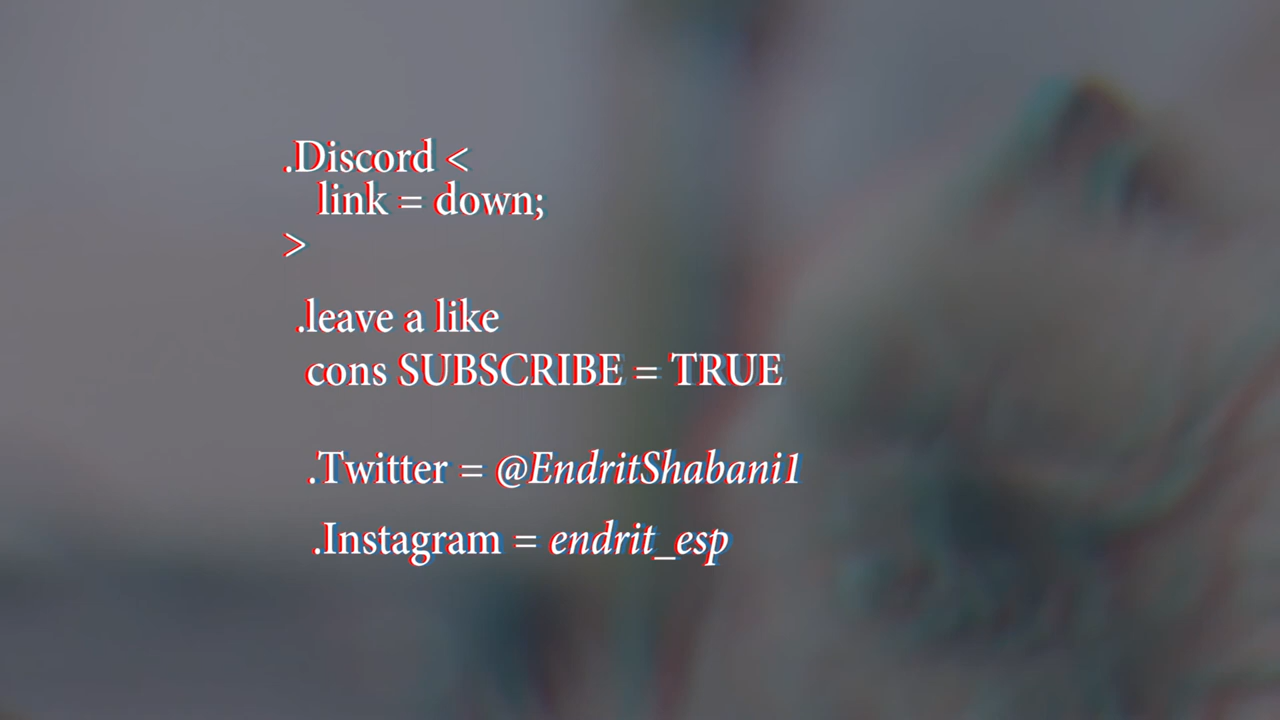 .Discord <
link = down;
>
.leave a like
cons SUBSCRIBE = TRUE
.Twitter = @EndritShabani1
.Instagram = endrit_esp